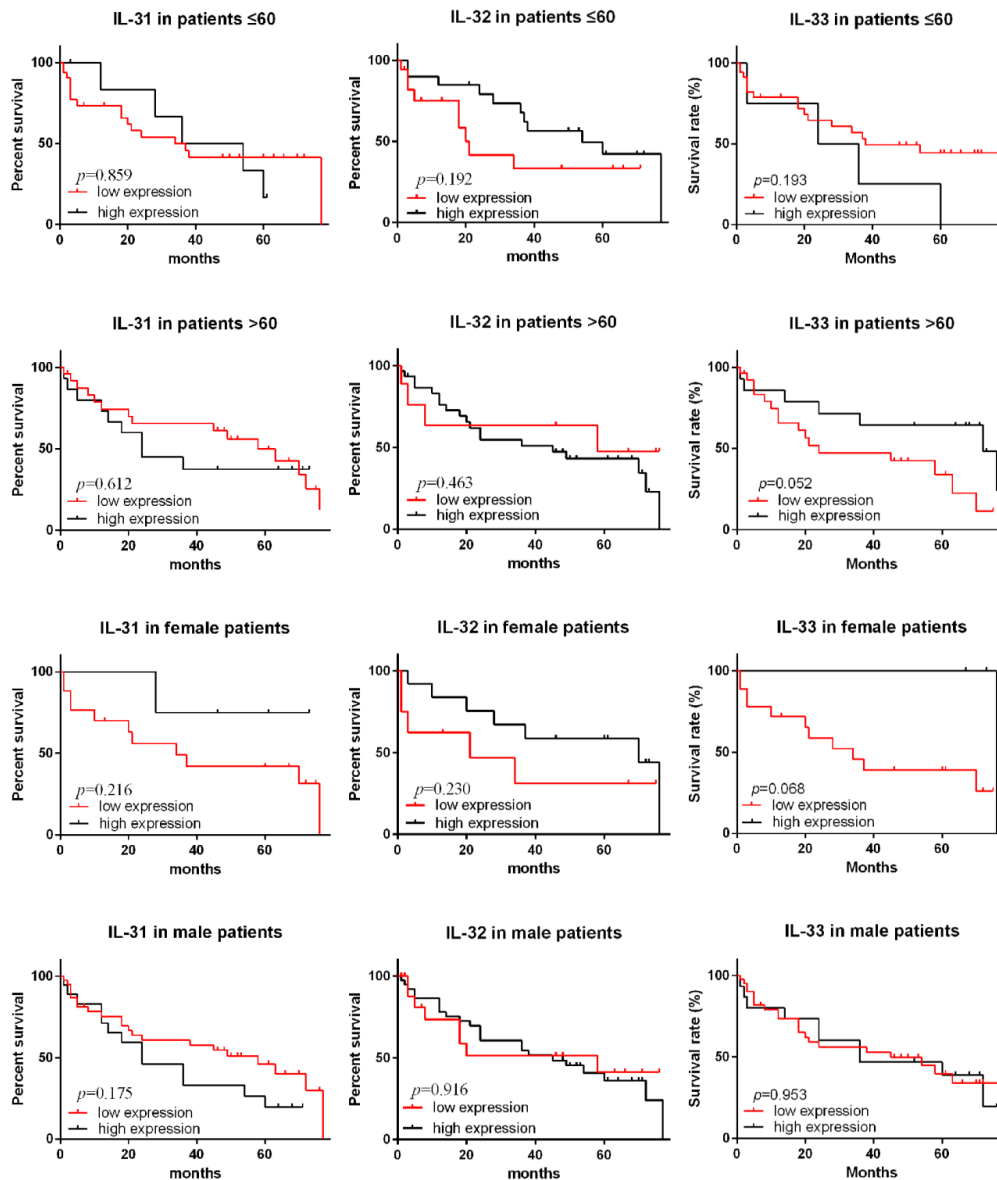 IL-31 in patients ≤60
Percent survival
100
50
0
p=0.859
low expression
high expression
0 20 40 60
months
IL-32 in patients ≤60
Percent survival
100
50
0
p=0.192
low expression
high expression
0 20 40 60
months
IL-33 in patients ≤60
Survival rate (%)
100
50
0
p=0.193
low expression
high expression
0 20 40 60
Months
IL-31 in patients >60
Percent survival
100
50
0
p=0.612
low expression
high expression
0 20 40 60
months
IL-32 in patients >60
Percent survival
100
50
0
p=0.463
low expression
high expression
0 20 40 60
months
IL-33 in patients >60
Survival rate (%)
100
50
0
p=0.052
low expression
high expression
0 20 40 60
Months
IL-31 in female patients
Percent survival
100
50
0
p=0.216
low expression
high expression
0 20 40 60
months
IL-32 in female patients
Percent survival
100
50
0
p=0.230
low expression
high expression
0 20 40 60
months
IL-33 in female patients
Survival rate (%)
100
50
0
p=0.068
low expression
high expression
0 20 40 60
Months
IL-31 in male patients
Percent survival
100
50
0
p=0.175
low expression
high expression
0 20 40 60
months
IL-32 in male patients
Percent survival
100
50
0
p=0.916
low expression
high expression
0 20 40 60
months
IL-33 in male patients
Survival rate (%)
100
50
0
p=0.953
low expression
high expression
0 20 40 60
Months